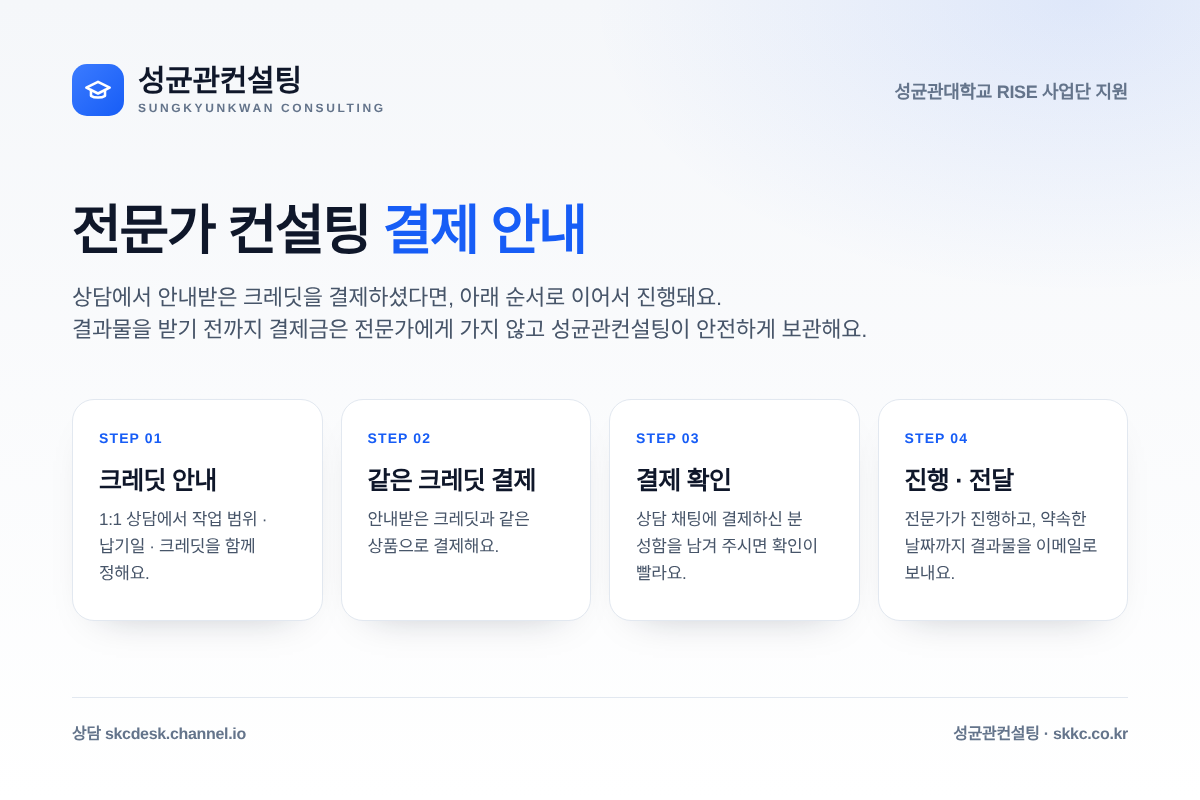 성균관컨설팅
SUNGKYUNKWAN CONSULTING
성균관대학교 RISE 사업단 지원
전문가 컨설팅 결제 안내
상담에서 안내받은 크레딧을 결제하셨다면, 아래 순서로 이어서 진행돼요.
결과물을 받기 전까지 결제금은 전문가에게 가지 않고 성균관컨설팅이 안전하게 보관해요.
STEP 01
크레딧 안내
1:1 상담에서 작업 범위 ·
납기일 · 크레딧을 함께
정해요.
STEP 02
같은 크레딧 결제
안내받은 크레딧과 같은
상품으로 결제해요.
STEP 03
결제 확인
상담 채팅에 결제하신 분
성함을 남겨 주시면 확인이
빨라요.
STEP 04
진행 · 전달
전문가가 진행하고, 약속한
날짜까지 결과물을 이메일로
보내요.
상담 skcdesk.channel.io
성균관컨설팅 · skkc.co.kr